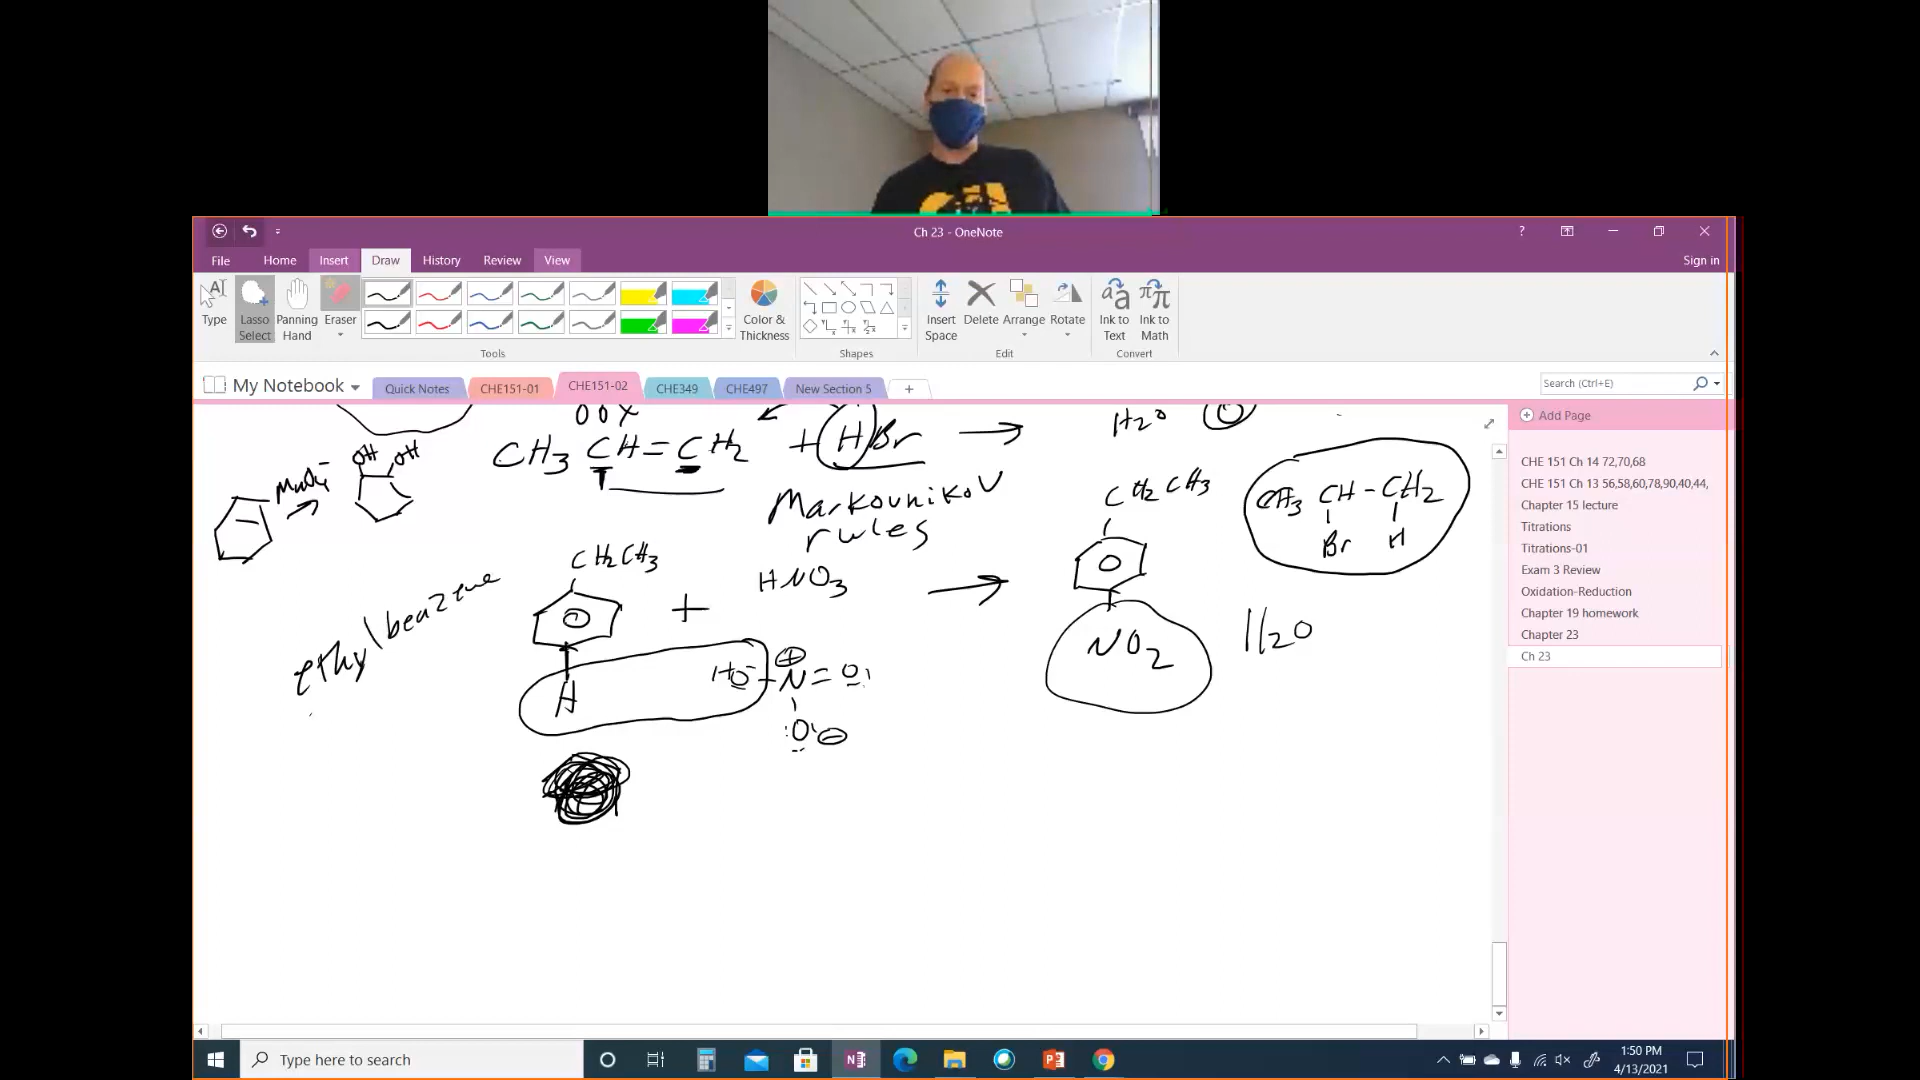 Ch 23 - OneNote
?
File Home Insert Draw History Review View
Sign in
Type
Lasso Select
Panning Hand
Eraser
Color & Thickness
Insert Space
Delete
Arrange
Rotate
Ink to Text
Ink to Math
Tools
Shapes
Edit
Convert
My Notebook
Quick Notes
CHE151-01
CHE151-02
CHE349
CHE497
New Section 5
+
Search (Ctrl+E)
Add Page
CHE 151 Ch 14 72,70,68
CHE 151 Ch 13 56,58,60,78,90,40,44,
Chapter 15 lecture
Titrations
Titrations-01
Exam 3 Review
Oxidation-Reduction
Chapter 19 homework
Chapter 23
Ch 23
H2O
CH3 CH=CH2 + HBr →
MnO4-
OH OH
Markovnikov
rules
CH2CH3
CH3 CH-CH2
Br H
ethylbenzene
CH2CH3
+ HNO3 →
H
HO-N=O
O
NO2
H2O
Type here to search
1:50 PM
4/13/2021